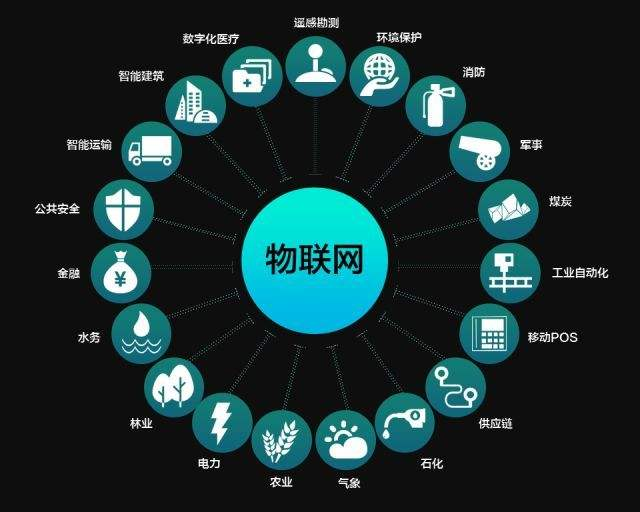 遥感勘测
数字化医疗
环境保护
智能建筑
消防
智能运输
军事
公共安全
煤炭
金融
物联网
工业自动化
水务
移动POS
林业
供应链
电力
石化
农业
气象